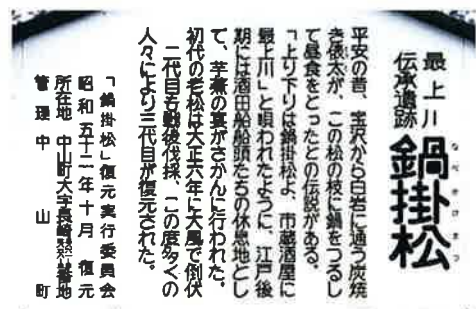 最上川
伝承遺跡
鍋掛松
なべかけまつ
平安の昔、宝沢から白岩に通う炭焼
き藤太が、この松の枝に鍋をつるし
て昼食をとったとの伝説がある。
「上り下りは鍋掛松よ、市蔵酒屋に
最上川」と唄われたように、江戸後
期には酒田船船頭たちの休憩地とし
て、芋煮の宴がさかんに行われた。
初代の老松は大正六年に大風で倒伏
二代目も戦後伐採、この度多くの
人々により三代目が復元された。
「鍋掛松」復元実行委員会
昭和五十二年十月 復元
所在地 中山町大字長崎 番地
管理 中山町